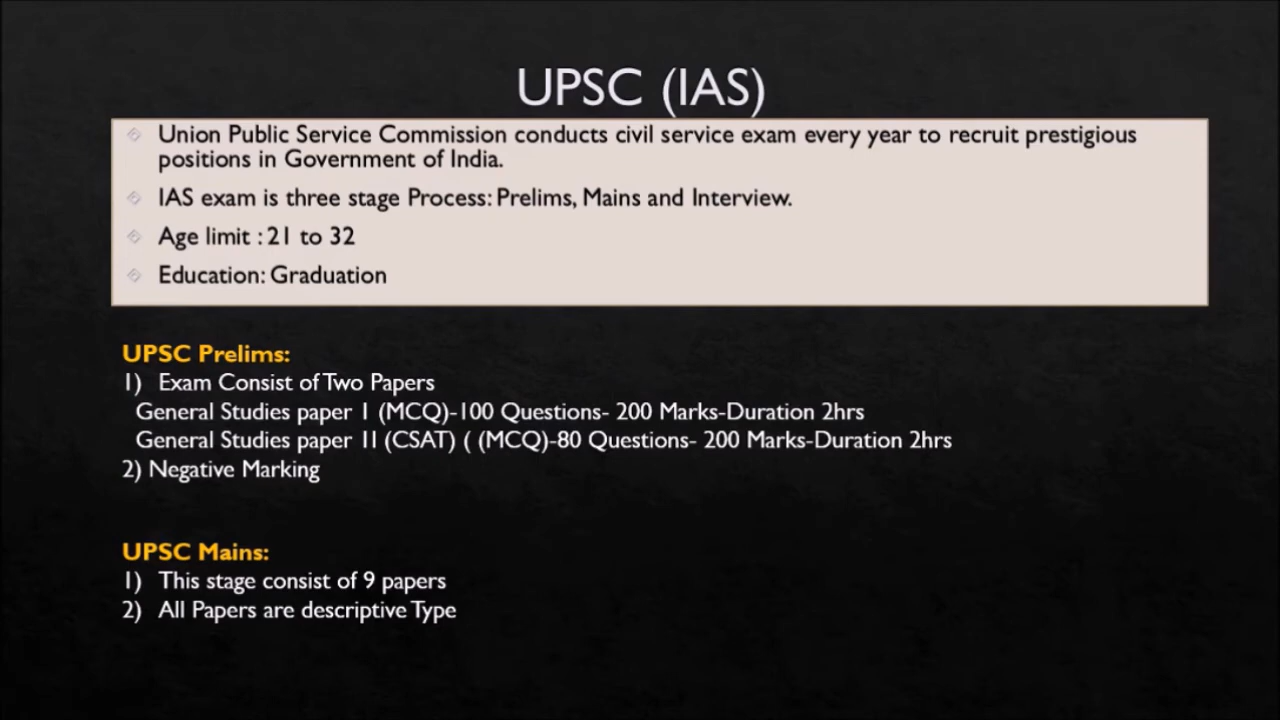 UPSC (IAS)
Union Public Service Commission conducts civil service exam every year to recruit prestigious
positions in Government of India.
IAS exam is three stage Process: Prelims, Mains and Interview.
Age limit : 21 to 32
Education: Graduation
UPSC Prelims:
1) Exam Consist of Two Papers
General Studies paper I (MCQ)-100 Questions- 200 Marks-Duration 2hrs
General Studies paper II (CSAT) ( (MCQ)-80 Questions- 200 Marks-Duration 2hrs
2) Negative Marking
UPSC Mains:
1) This stage consist of 9 papers
2) All Papers are descriptive Type